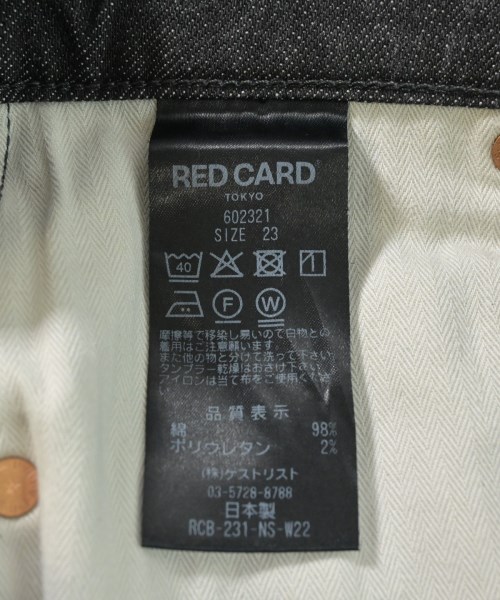 RED CARD
TOKYO
602321
SIZE 23
40
F W
摩擦等で移染し易いので白物との
着用はご注意願います
また他の物と分けて洗って下さい
タンブラー乾燥はおさけ下さい
アイロンは当て布をご使用下さい
品質表示
綿 98%
ポリウレタン 2%
(株)ゲストリスト
03-5728-8788
日本製
RCB-231-NS-W22